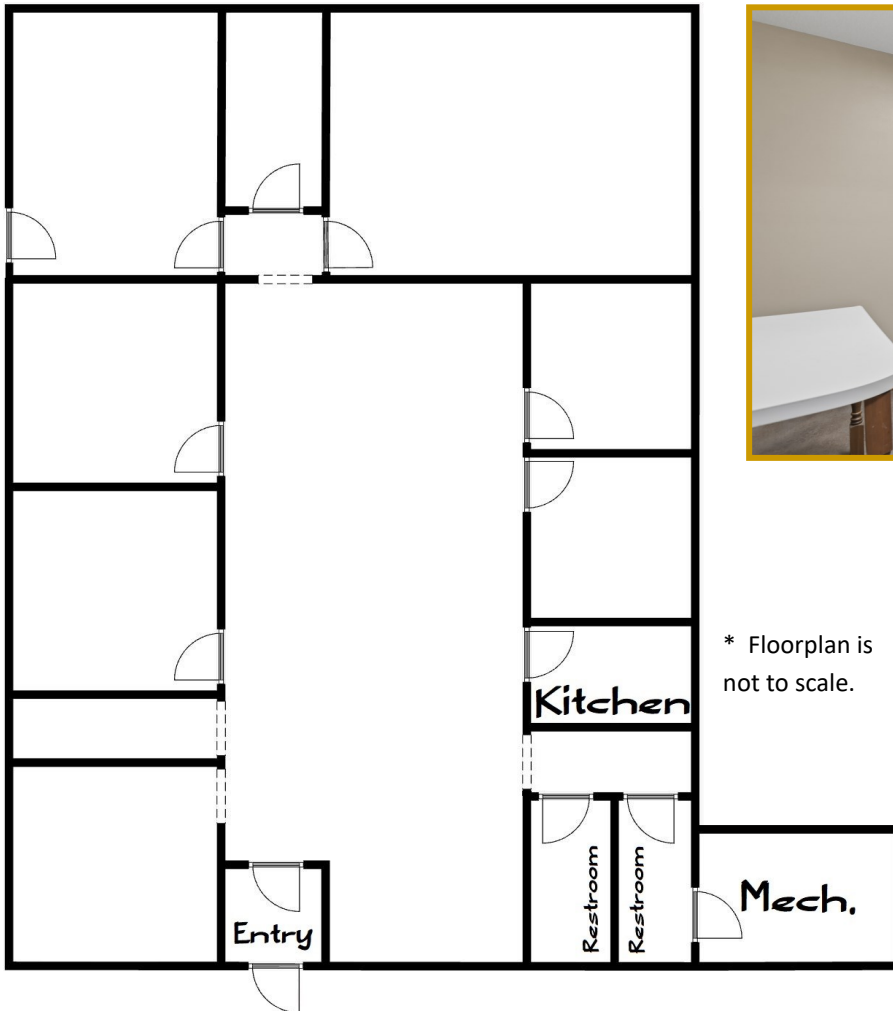 * Floorplan is
not to scale.
Kitchen
Restroom
Restroom
Mech.
Entry